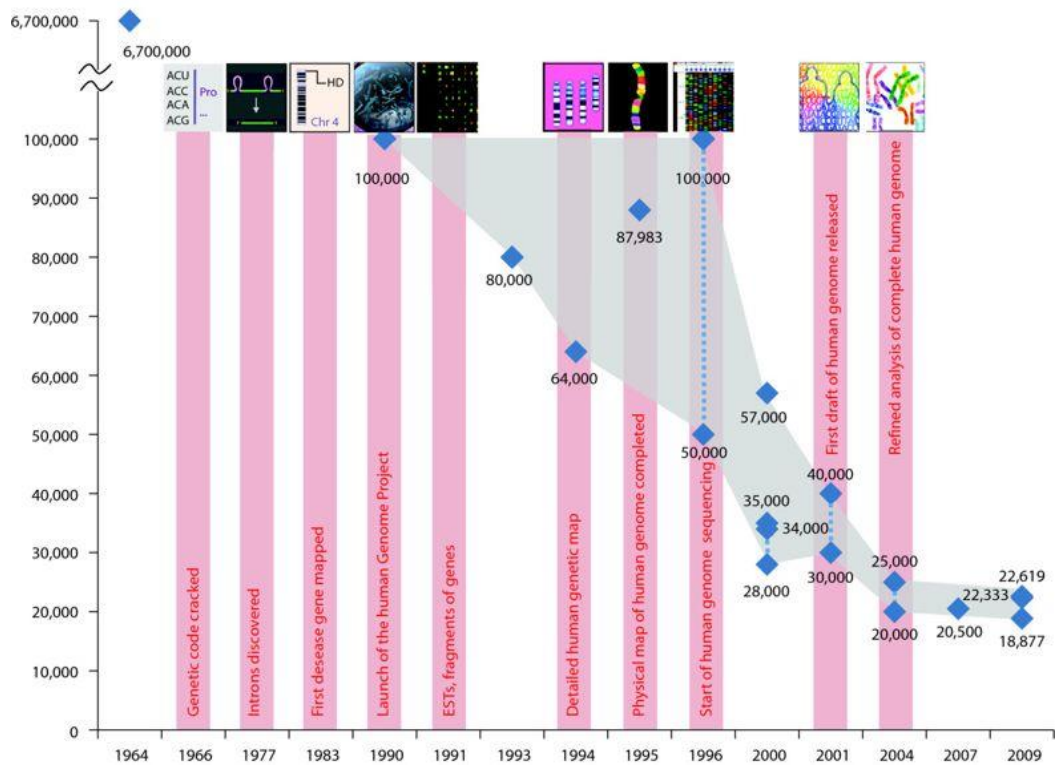 6,700,000
6,700,000
ACU
ACC
ACA
ACG
Pro
...
HD
Chr 4
100,000
90,000
80,000
70,000
60,000
50,000
40,000
30,000
20,000
10,000
0
100,000
100,000
87,983
80,000
64,000
57,000
50,000
40,000
35,000
34,000
30,000
28,000
25,000
20,000
20,500
22,619
22,333
18,877
Genetic code cracked
Introns discovered
First desease gene mapped
Launch of the human Genome Project
ESTs, fragments of genes
Detailed human genetic map
Physical map of human genome completed
Start of human genome sequencing
First draft of human genome released
Refined analysis of complete human genome
1964 1966 1977 1983 1990 1991 1993 1994 1995 1996 2000 2001 2004 2007 2009